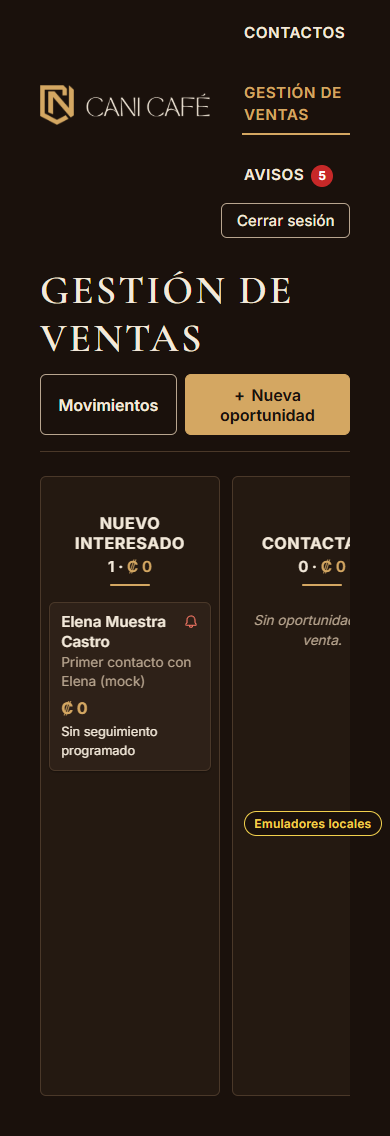 CONTACTOS
CANI CAFÉ
GESTIÓN DE
VENTAS
AVISOS 5
Cerrar sesión
GESTIÓN DE
VENTAS
Movimientos
+ Nueva
oportunidad
NUEVO
INTERESADO
1 · ₡ 0
Elena Muestra
Castro
Primer contacto con
Elena (mock)
₡ 0
Sin seguimiento
programado
0 · ₡ 0
Sin
venta.
Emuladores locales